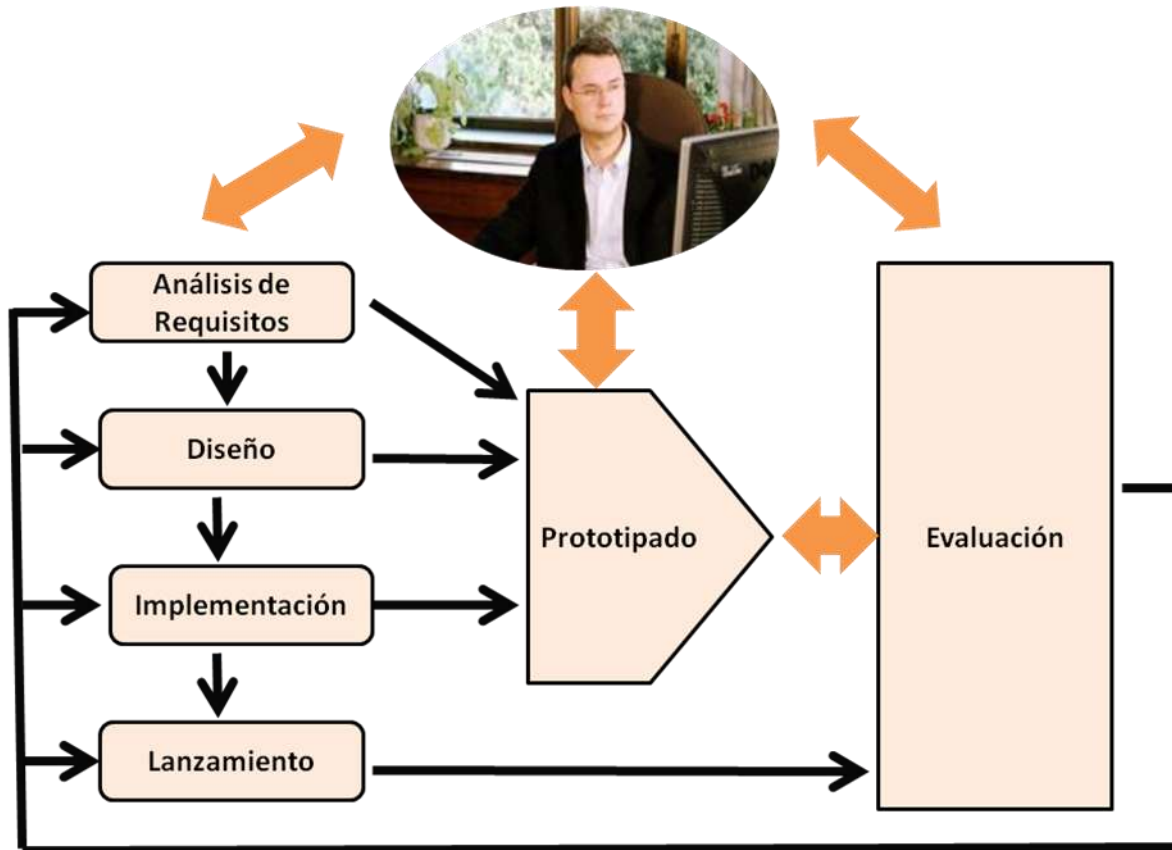 Análisis de
Requisitos
Diseño
Implementación
Lanzamiento
Prototipado
Evaluación